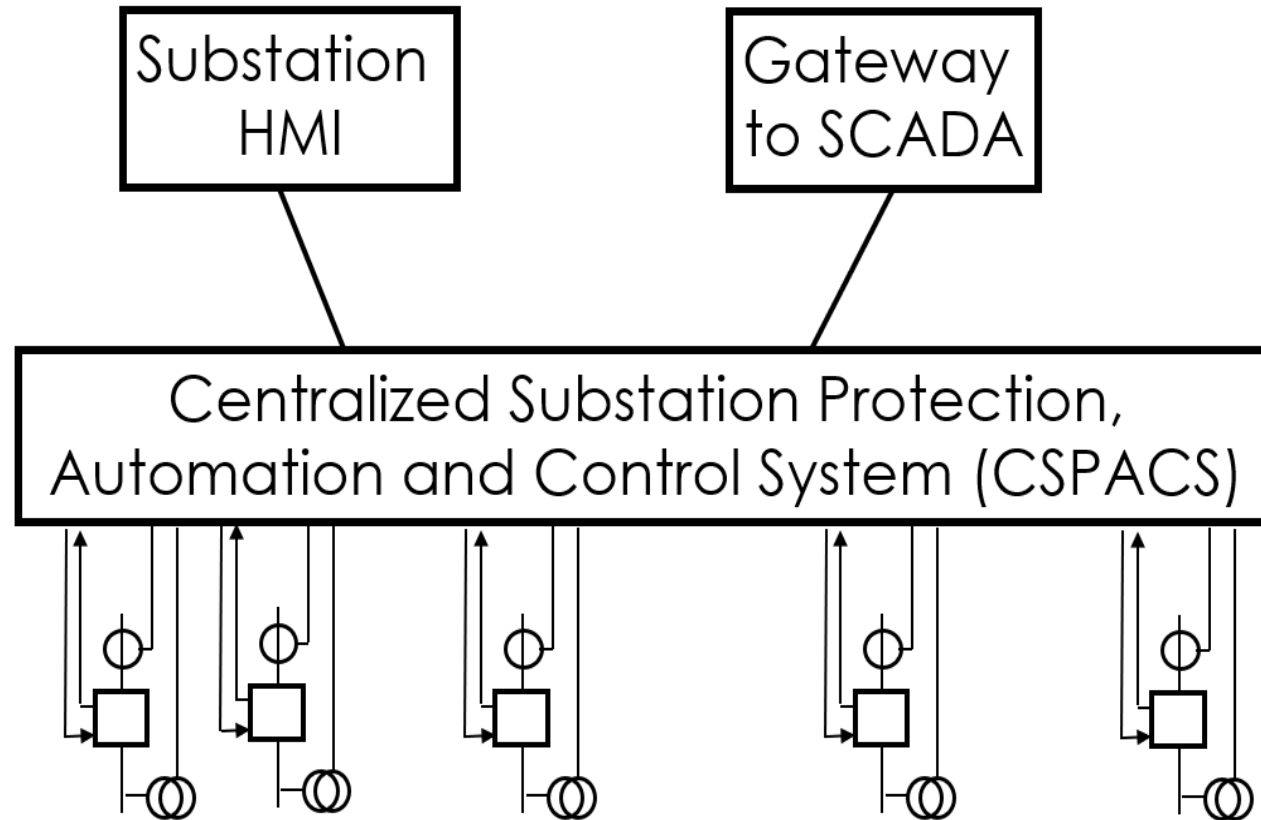 Substation
HMI
Gateway
to SCADA
Centralized Substation Protection,
Automation and Control System (CSPACS)